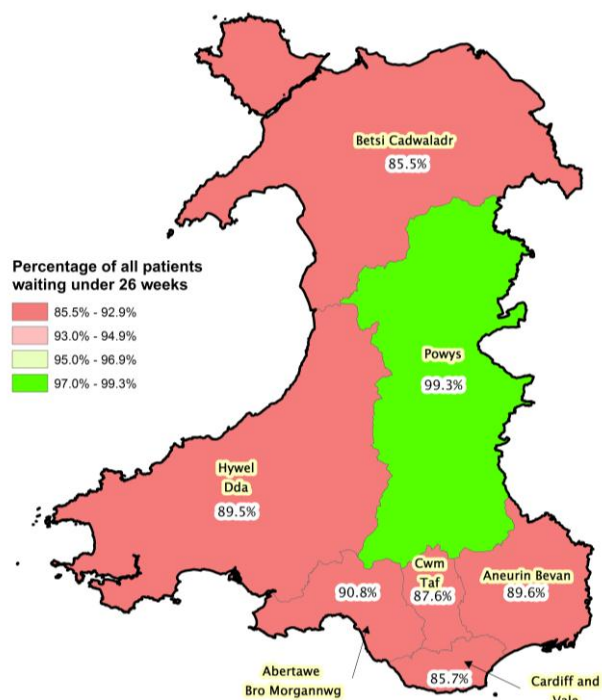 Betsi Cadwaladr
85.5%
Percentage of all patients
waiting under 26 weeks
85.5% - 92.9%
93.0% - 94.9%
95.0% - 96.9%
97.0% - 99.3%
Powys
99.3%
Hywel
Dda
89.5%
Cwm
Taf
87.6%
Aneurin Bevan
89.6%
90.8%
Abertawe
Bro Morgannwg
85.7%
Cardiff and
Vale